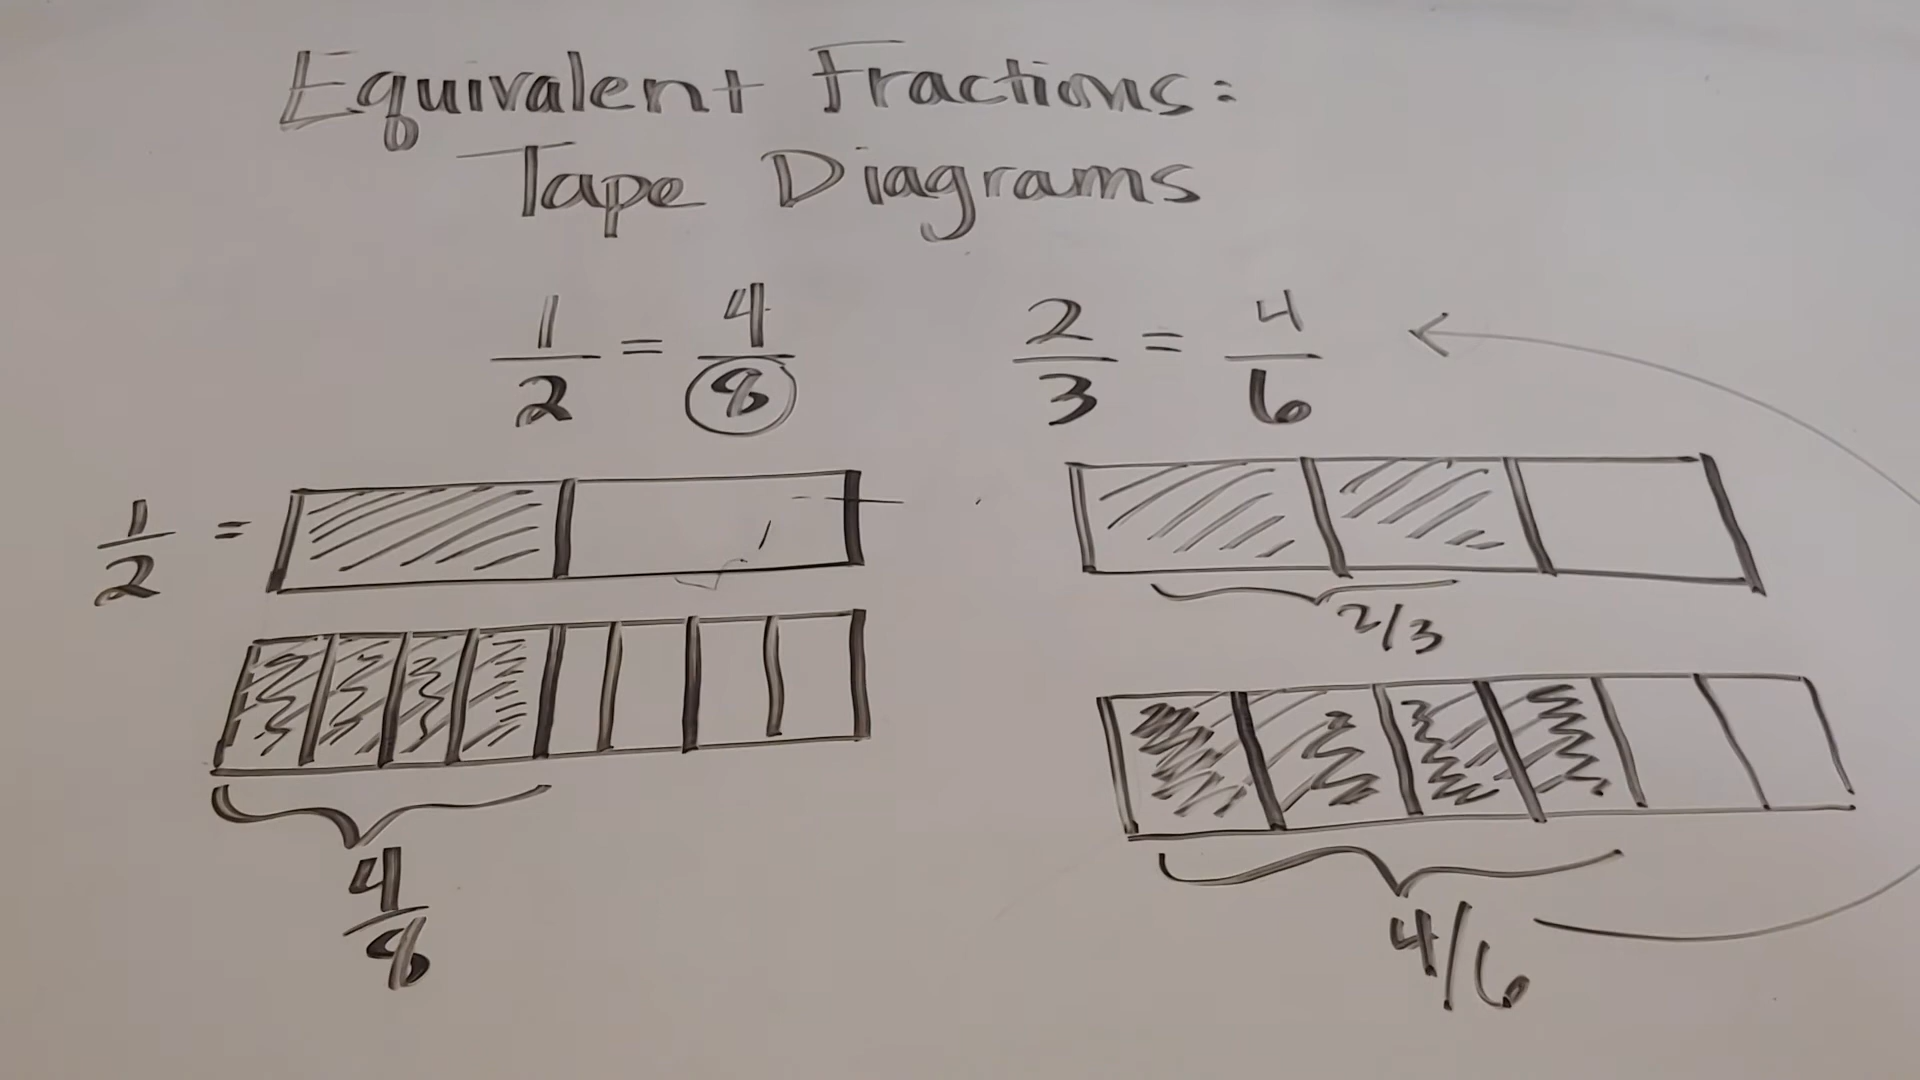 Equivalent Fractions:
Tape Diagrams
1/2 = 4/8
2/3 = 4/6
1/2 =
2/3
4/8
4/6